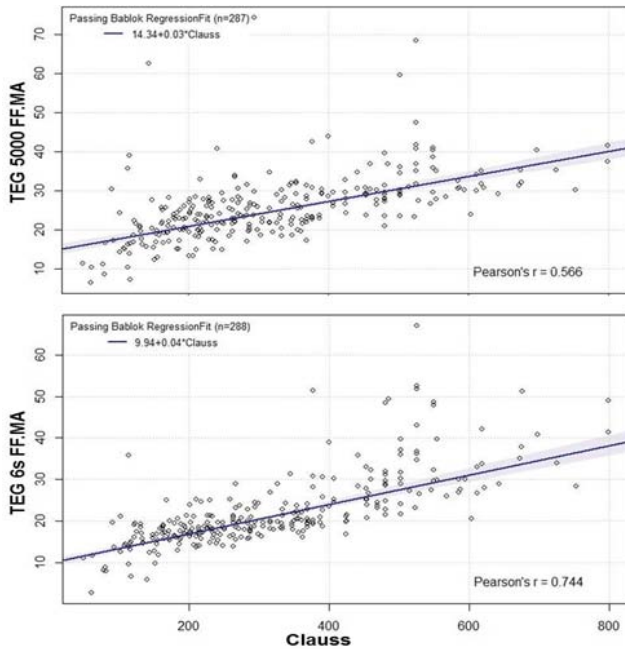 Passing Bablok RegressionFit (n=287)
14.34+0.03*Clauss
TEG 5000 FF.MA
70
60
50
40
30
20
10
Pearson's r = 0.566
Passing Bablok RegressionFit (n=288)
9.94+0.04*Clauss
TEG 6s FF.MA
60
50
40
30
20
10
Pearson's r = 0.744
200
400
600
800
Clauss